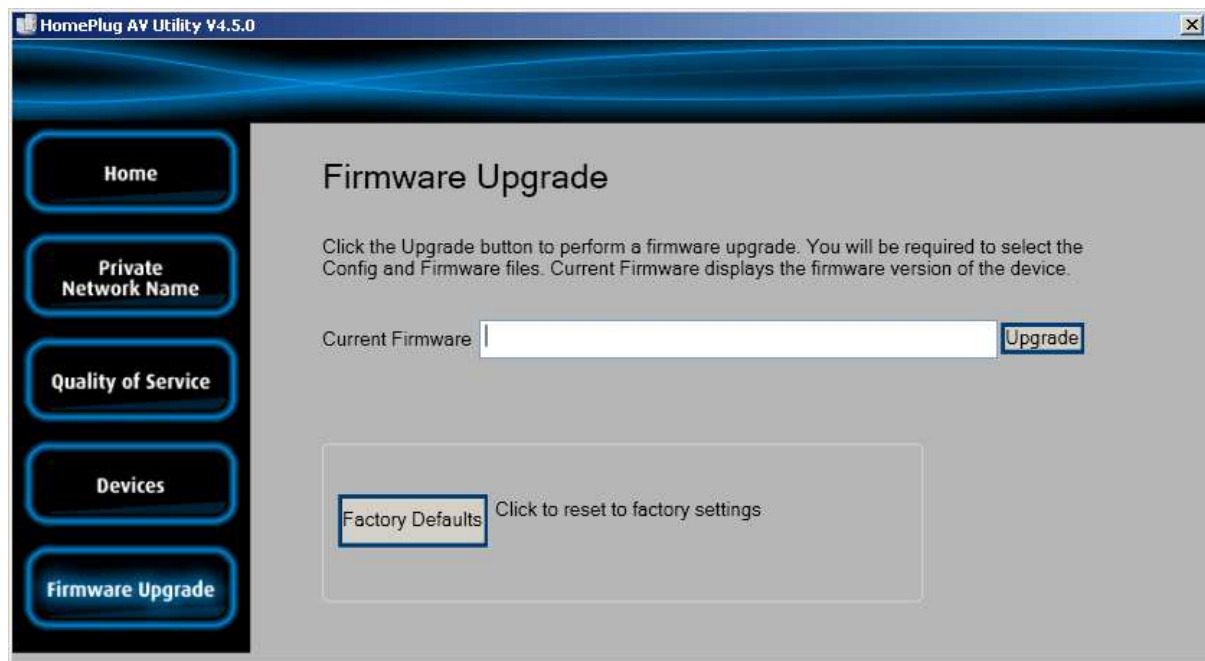 HomePlug AV Utility V4.5.0
Home
Private
Network Name
Quality of Service
Devices
Firmware Upgrade
Firmware Upgrade
Click the Upgrade button to perform a firmware upgrade. You will be required to select the
Config and Firmware files. Current Firmware displays the firmware version of the device.
Current Firmware
Upgrade
Factory Defaults
Click to reset to factory settings